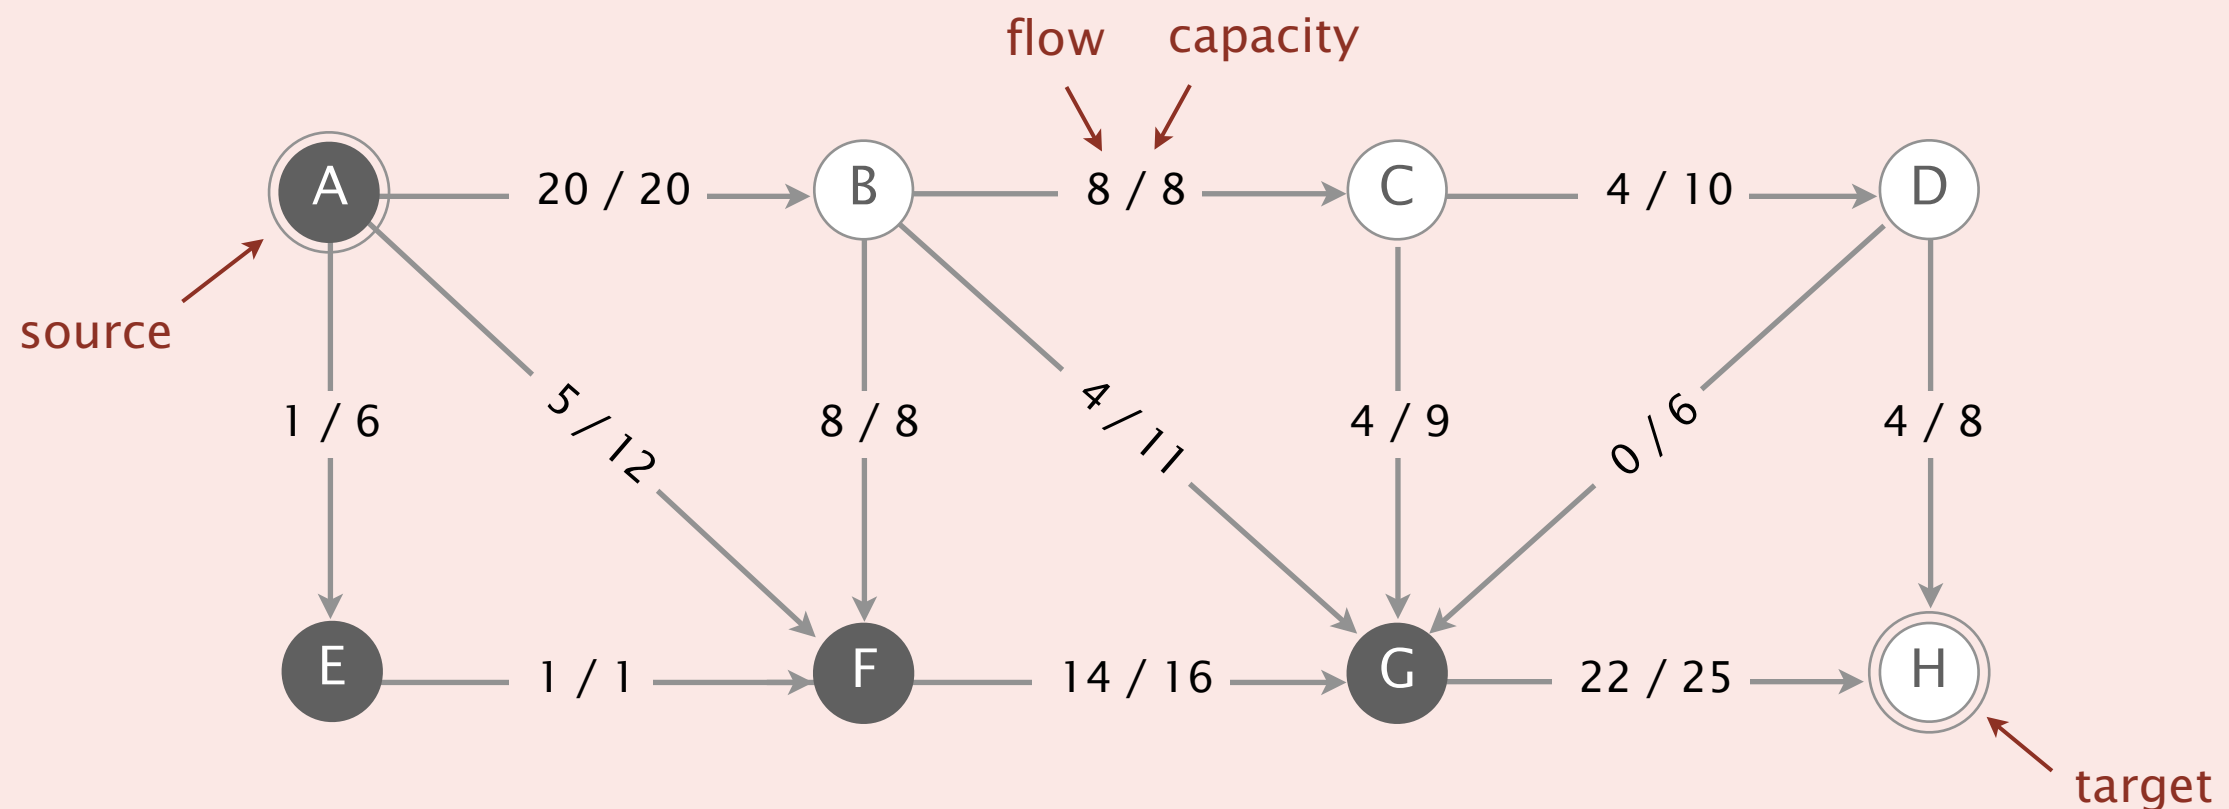 flow
capacity
A
20 / 20
B
8 / 8
C
4 / 10
D
source
1 / 6
5 / 12
8 / 8
4 / 11
4 / 9
0 / 6
4 / 8
E
1 / 1
F
14 / 16
G
22 / 25
H
target